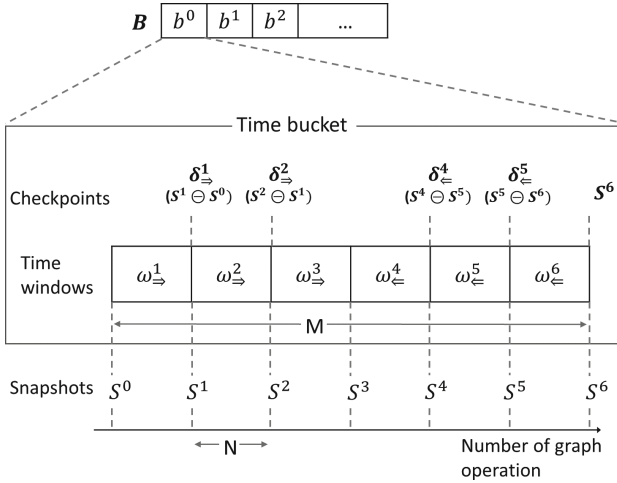 B b⁰ b¹ b² ...
Time bucket
Checkpoints δ¹⇒ δ²⇒ δ⁴⇐ δ⁵⇐ S⁶
(S¹ ⊖ S⁰) (S² ⊖ S¹) (S⁴ ⊖ S⁵) (S⁵ ⊖ S⁶)
Time
windows
ω¹⇒ ω²⇒ ω³⇒ ω⁴⇐ ω⁵⇐ ω⁶⇐
M
Snapshots S⁰ S¹ S² S³ S⁴ S⁵ S⁶
N
Number of graph
operation